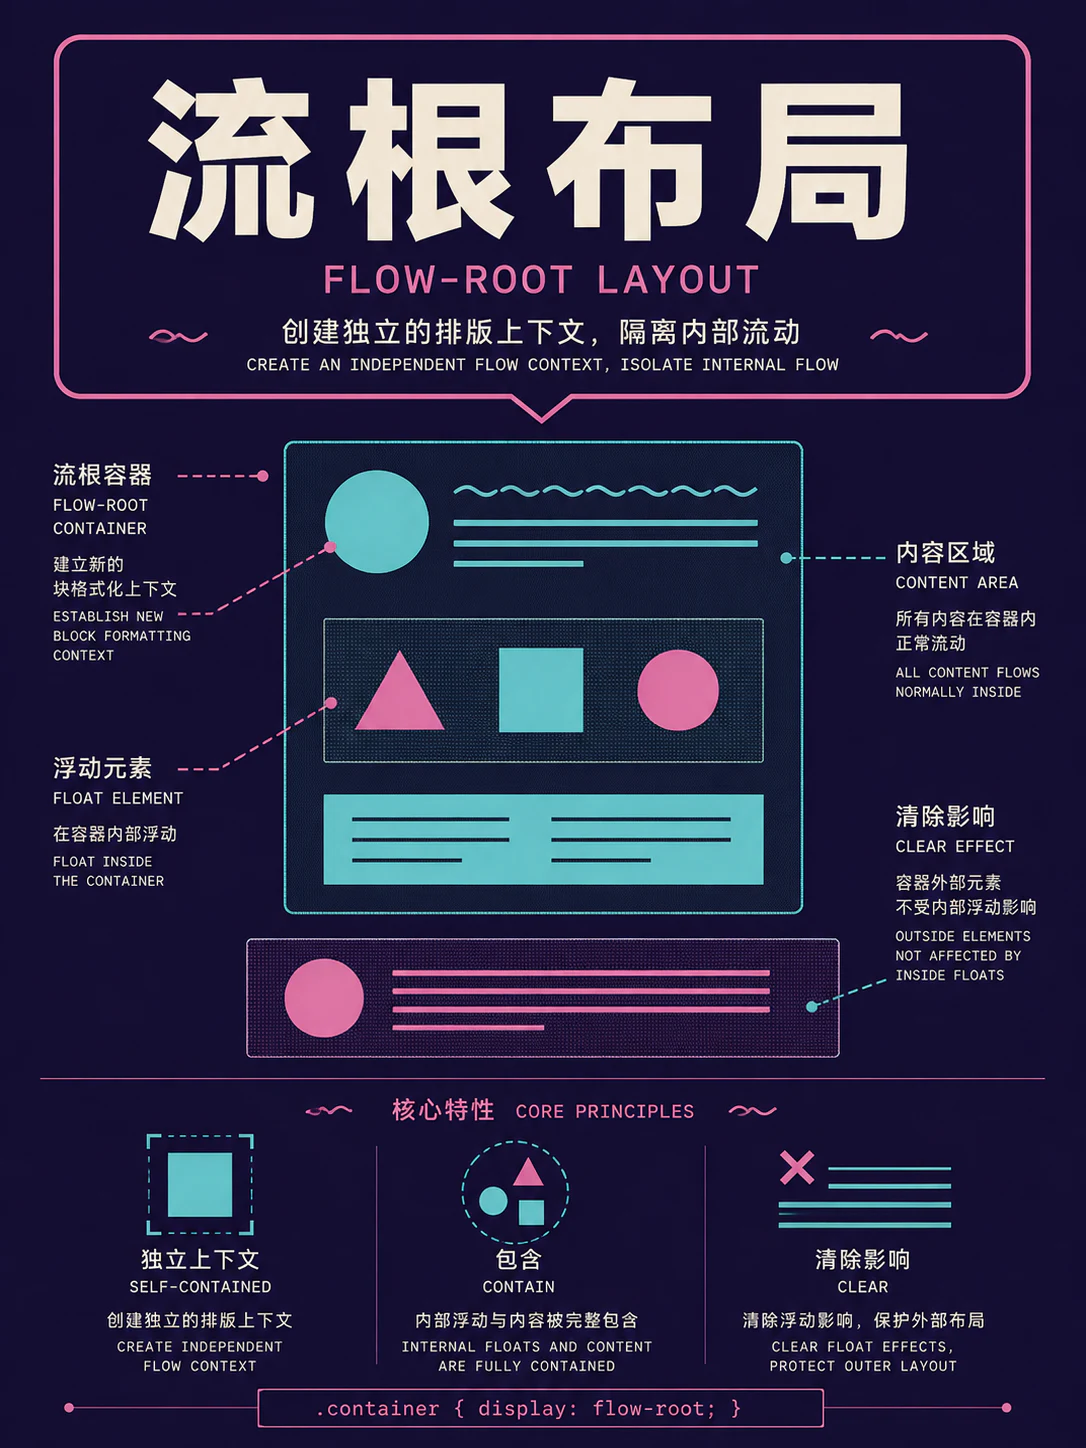 流根布局
FLOW-ROOT LAYOUT
创建独立的排版上下文，隔离内部流动
CREATE AN INDEPENDENT FLOW CONTEXT, ISOLATE INTERNAL FLOW
流根容器
FLOW-ROOT
CONTAINER
建立新的
块格式化上下文
ESTABLISH NEW
BLOCK FORMATTING
CONTEXT
浮动元素
FLOAT ELEMENT
在容器内部浮动
FLOAT INSIDE
THE CONTAINER
内容区域
CONTENT AREA
所有内容在容器内
正常流动
ALL CONTENT FLOWS
NORMALLY INSIDE
清除影响
CLEAR EFFECT
容器外部元素
不受内部浮动影响
OUTSIDE ELEMENTS
NOT AFFECTED BY
INSIDE FLOATS
核心特性 CORE PRINCIPLES
独立上下文
SELF-CONTAINED
创建独立的排版上下文
CREATE INDEPENDENT
FLOW CONTEXT
包含
CONTAIN
内部浮动与内容被完整包含
INTERNAL FLOATS AND CONTENT
ARE FULLY CONTAINED
清除影响
CLEAR
清除浮动影响，保护外部布局
CLEAR FLOAT EFFECTS,
PROTECT OUTER LAYOUT
.container { display: flow-root; }